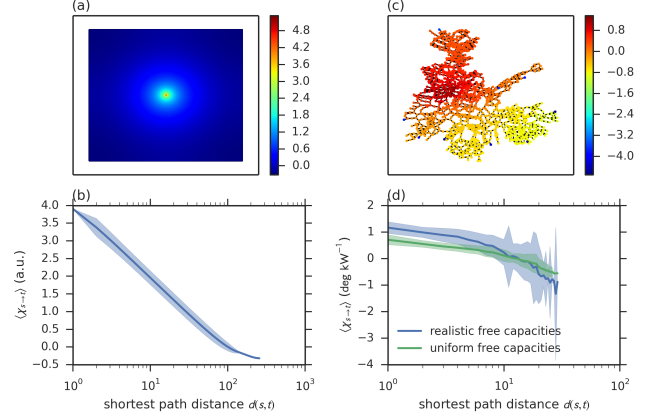 (a)
4.8
4.2
3.6
3.0
2.4
1.8
1.2
0.6
0.0
(c)
0.8
0.0
−0.8
−1.6
−2.4
−3.2
−4.0
(b)
4.0
3.5
3.0
2.5
2.0
1.5
1.0
0.5
0.0
−0.5
⟨χₛ→ₜ⟩ (a.u.)
10⁰ 10¹ 10² 10³
shortest path distance d(s,t)
(d)
2
1
0
−1
−2
−3
−4
⟨χₛ→ₜ⟩ (deg kW⁻¹)
realistic free capacities
uniform free capacities
10⁰ 10¹ 10²
shortest path distance d(s,t)